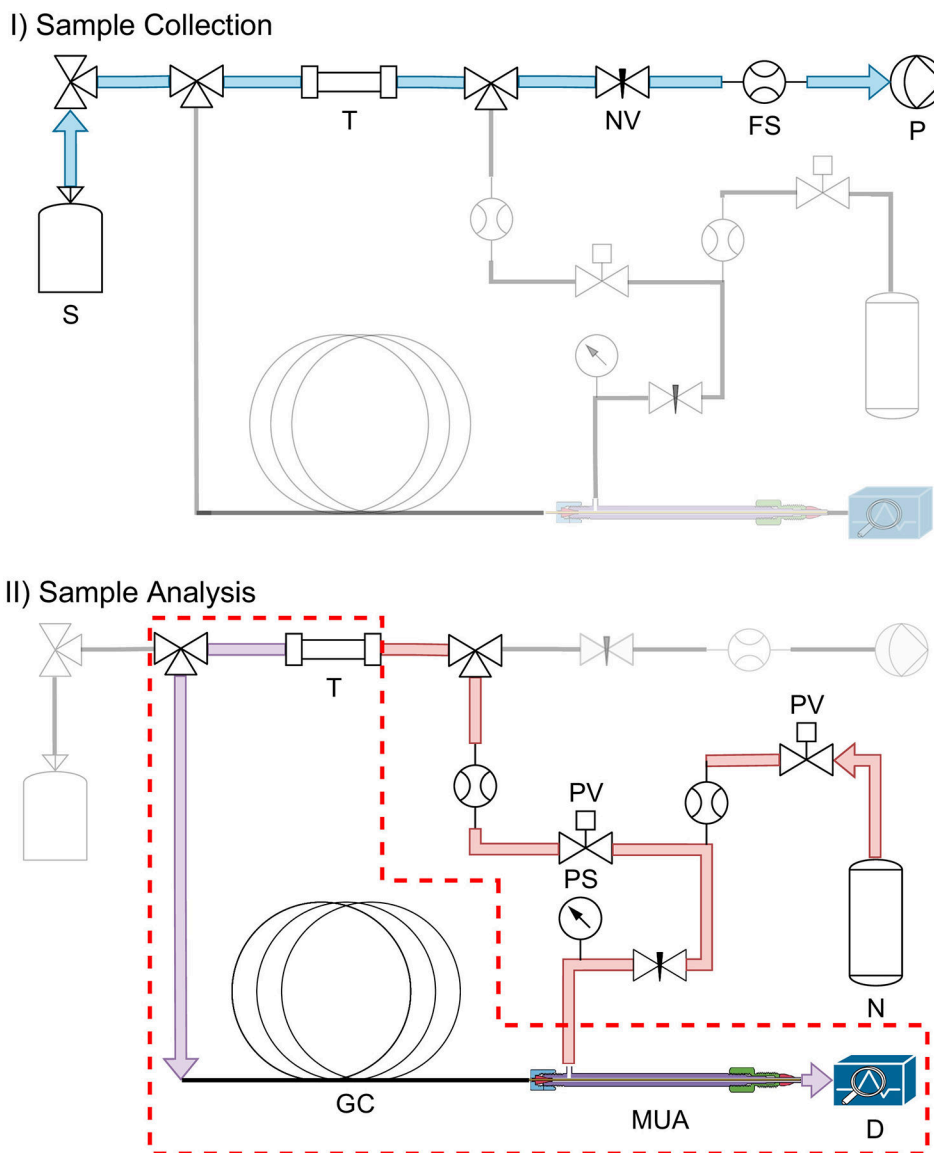 I) Sample Collection
T
NV
FS
P
S
II) Sample Analysis
T
PV
PV
PS
N
GC
MUA
D